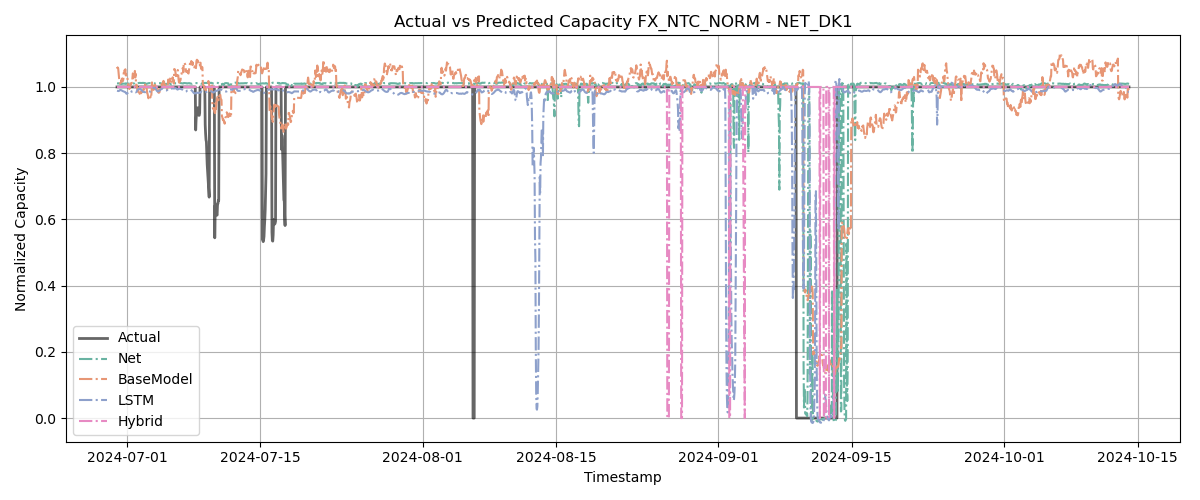 Actual vs Predicted Capacity FX_NTC_NORM - NET_DK1
Normalized Capacity
1.0
0.8
0.6
0.4
0.2
0.0
Actual
Net
BaseModel
LSTM
Hybrid
2024-07-01
2024-07-15
2024-08-01
2024-08-15
2024-09-01
2024-09-15
2024-10-01
2024-10-15
Timestamp